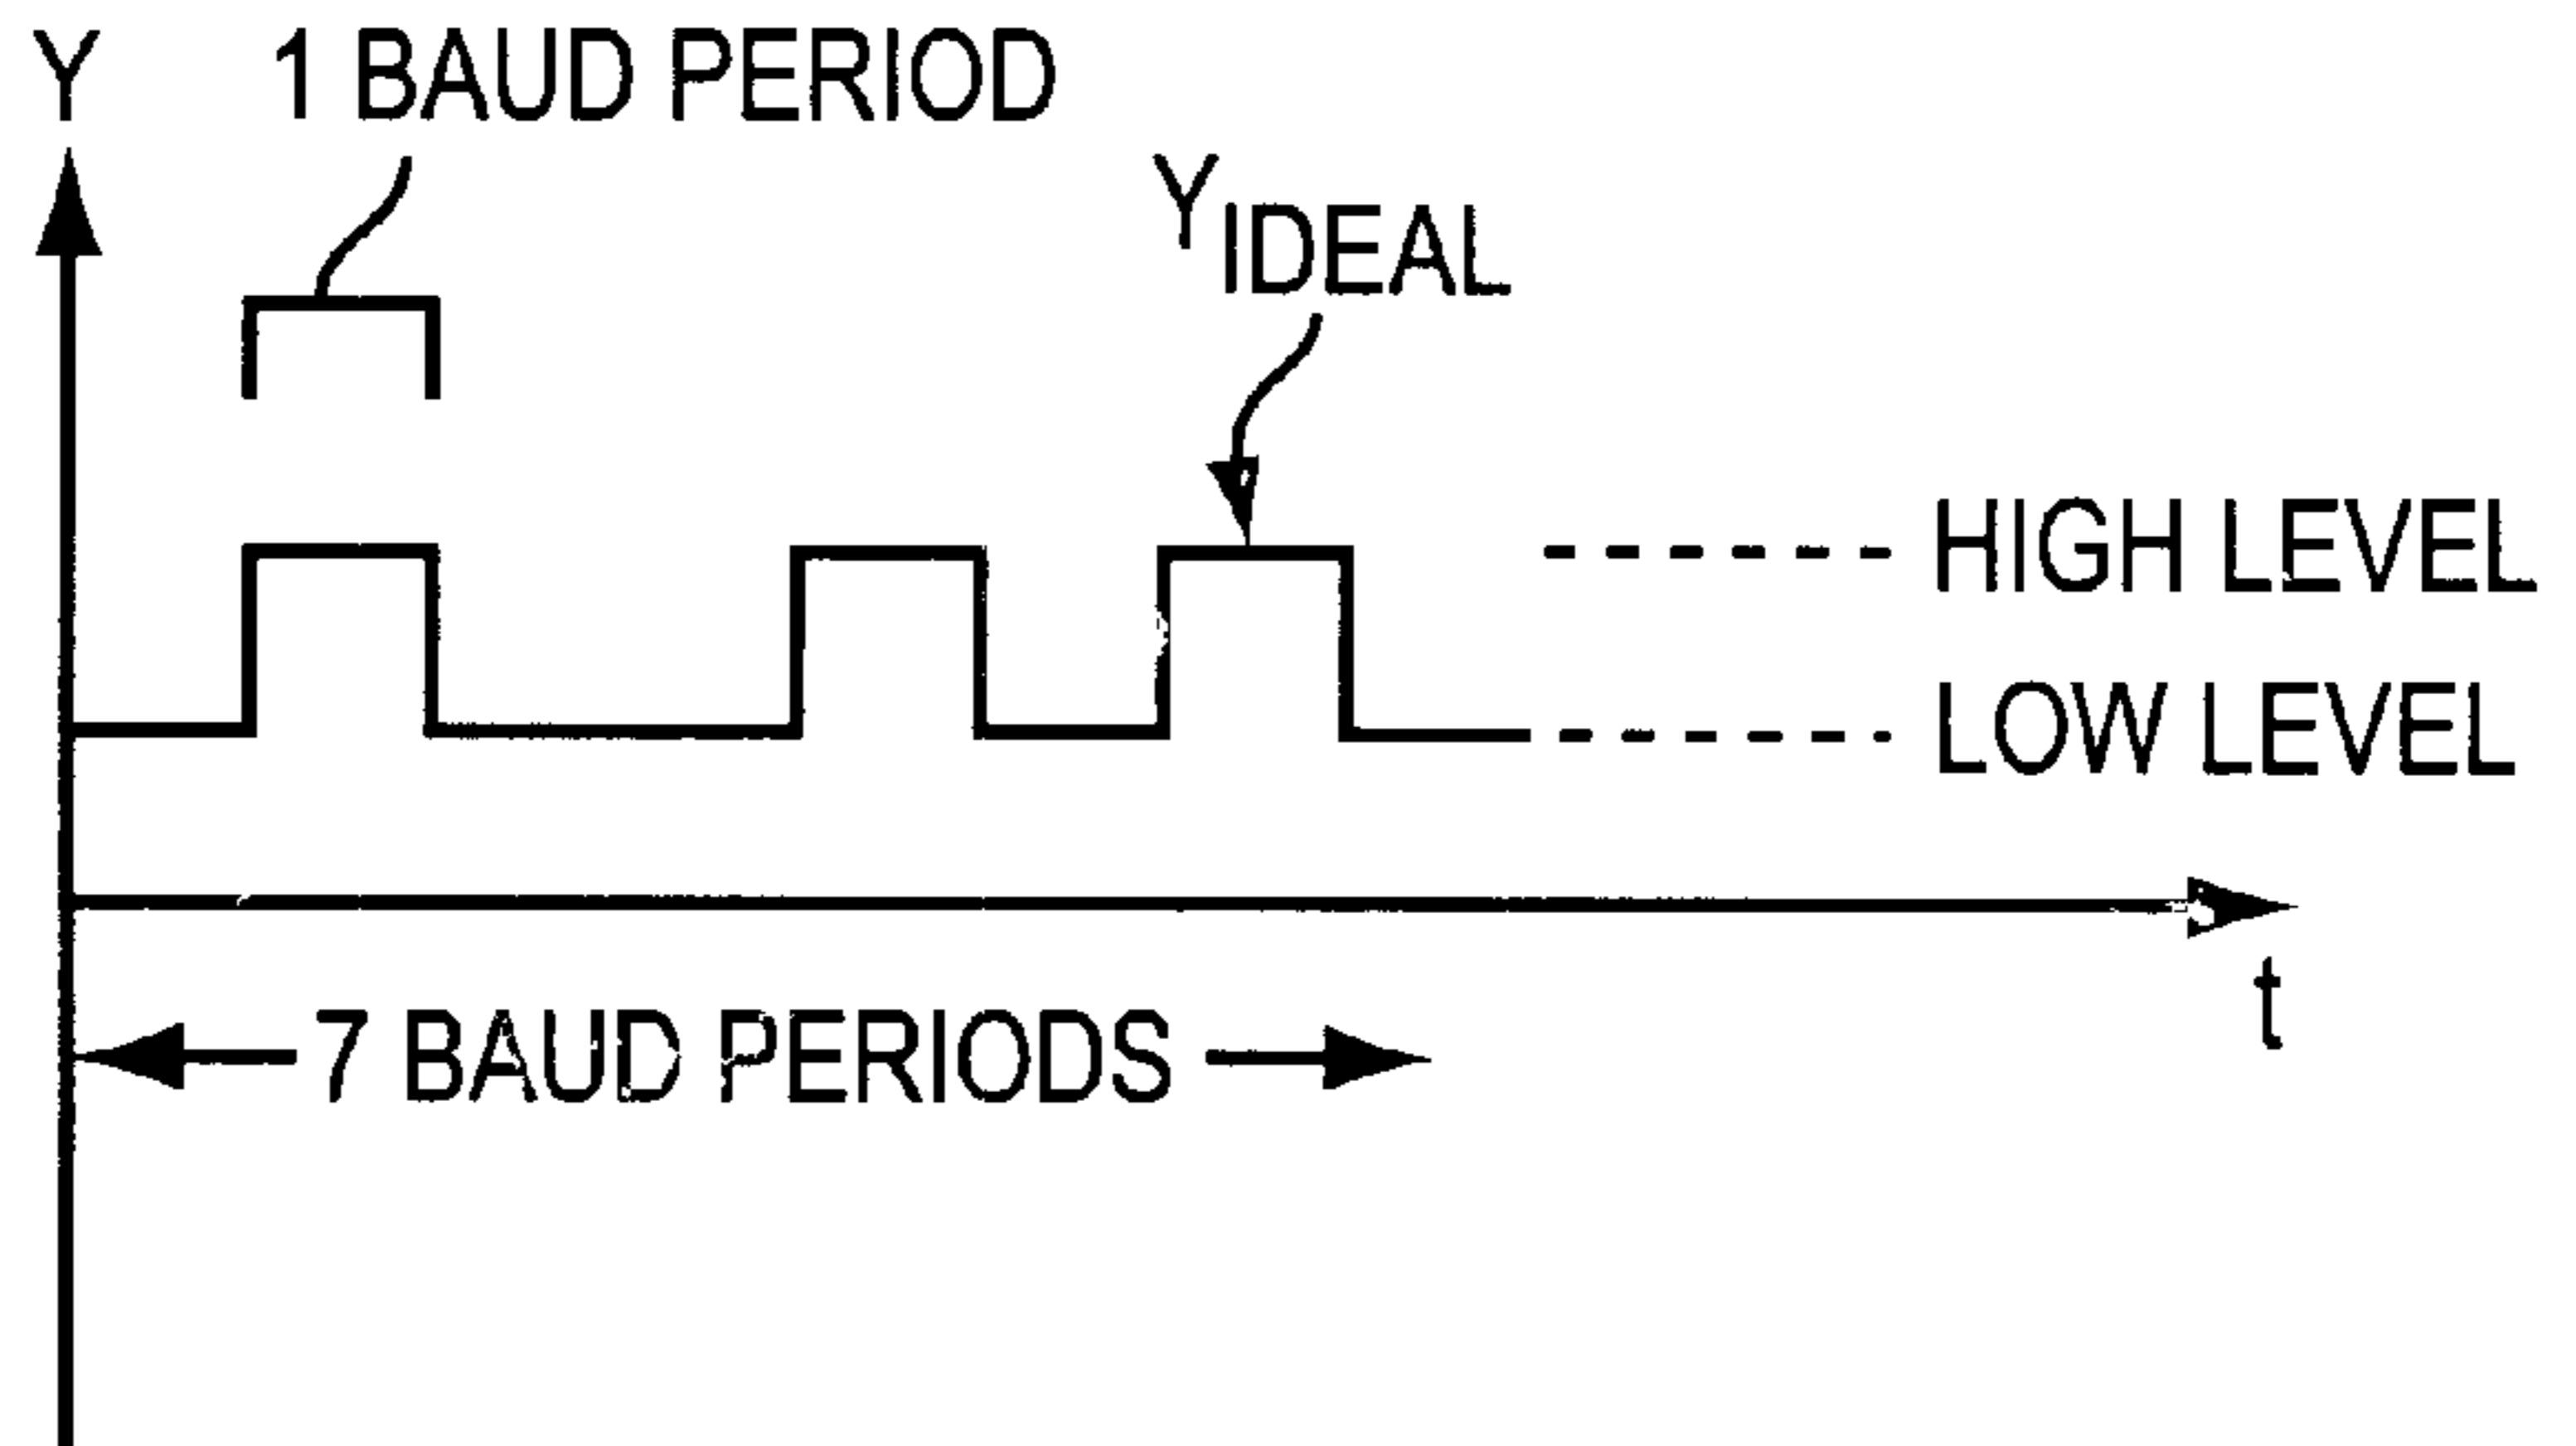 Y
1 BAUD PERIOD
YIDEAL
HIGH LEVEL
LOW LEVEL
t
7 BAUD PERIODS